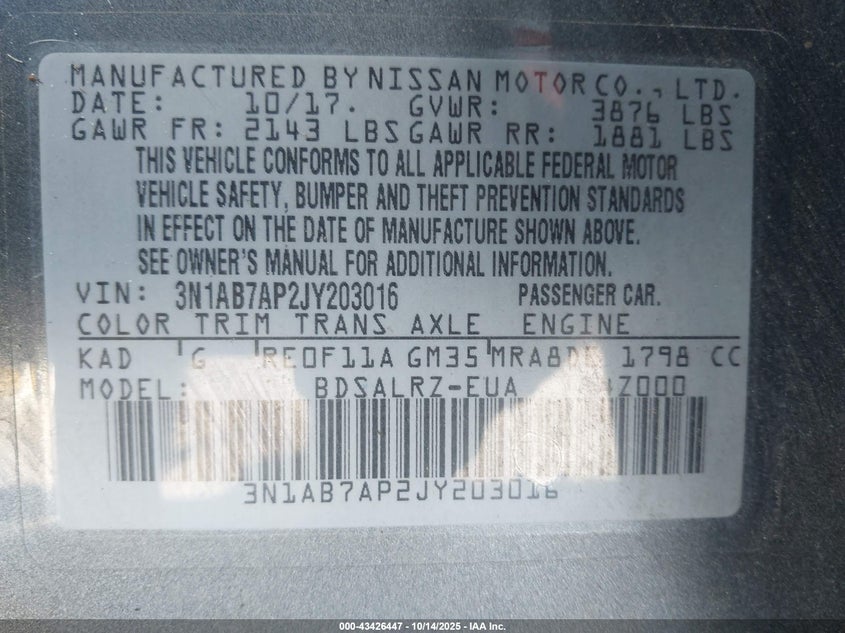 MANUFACTURED BY NISSAN MOTOR CO., LTD.
DATE: 10/17. GVWR: 3876 LBS
GAWR FR: 2143 LBS GAWR RR: 1881 LBS
THIS VEHICLE CONFORMS TO ALL APPLICABLE FEDERAL MOTOR
VEHICLE SAFETY, BUMPER AND THEFT PREVENTION STANDARDS
IN EFFECT ON THE DATE OF MANUFACTURE SHOWN ABOVE.
SEE OWNER'S MANUAL FOR ADDITIONAL INFORMATION.
VIN: 3N1AB7AP2JY203016 PASSENGER CAR.
COLOR TRIM TRANS AXLE ENGINE
KAD G RE0F11A GM35 1798 CC
MODEL: BDSALRZ-EUA
3N1AB7AP2JY203016
000-43426447 - 10/14/2025 - IAA Inc.